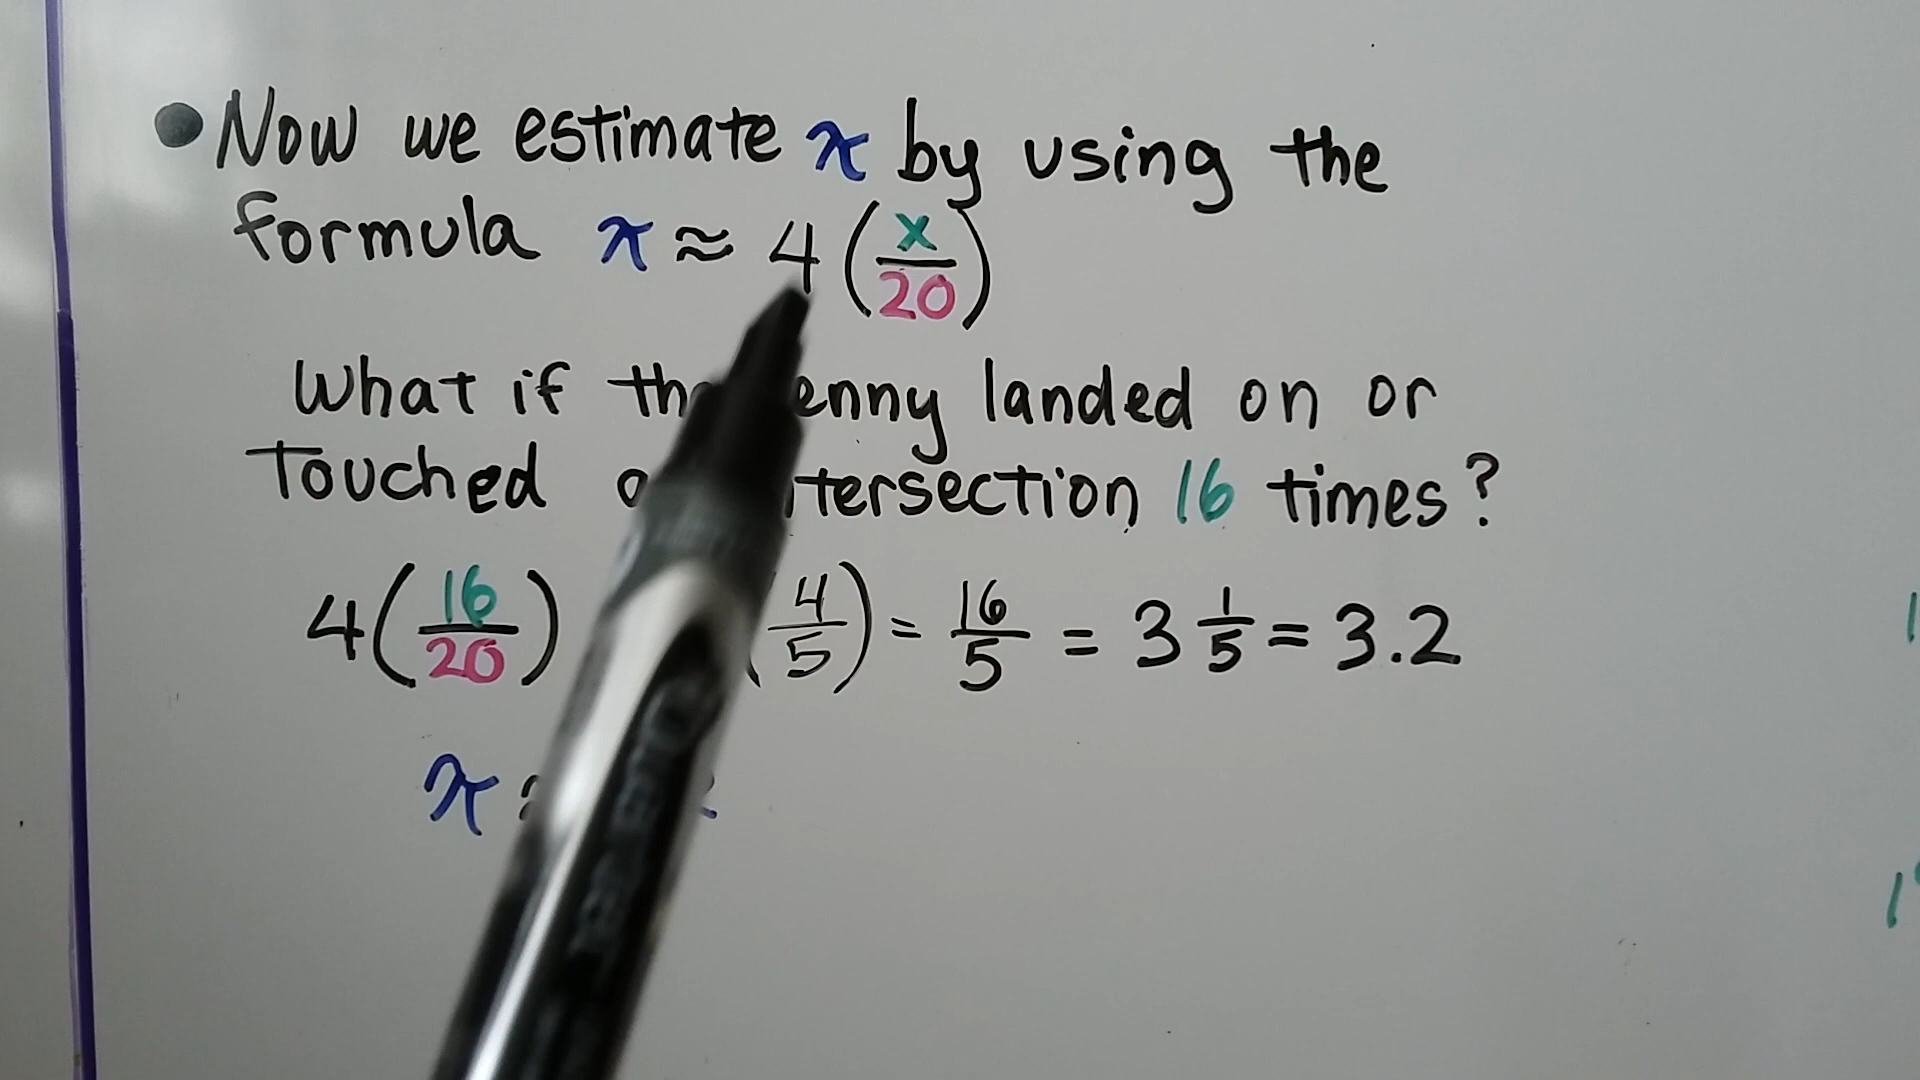 • Now we estimate π by using the
formula π ≈ 4 (x/20)
What if enny landed on or
Touched tersection 16 times?
4(16/20) (4/5) = 16/5 = 3 1/5 = 3.2
π